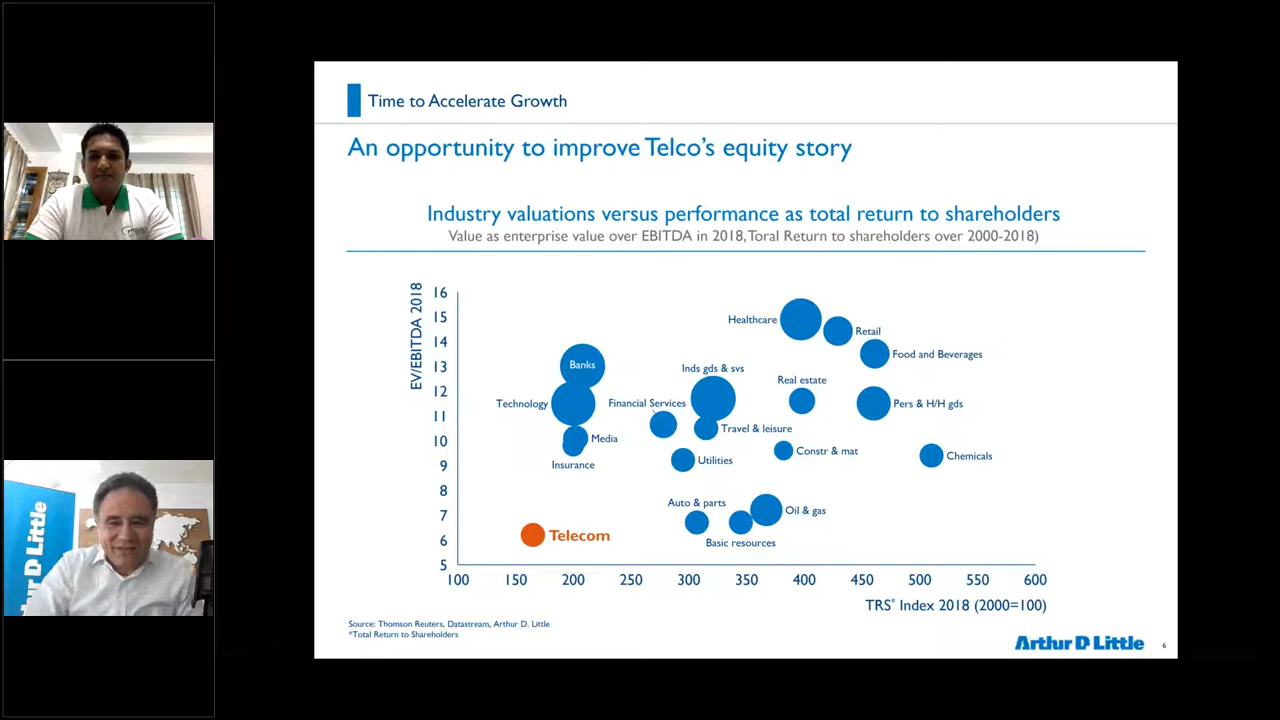 Time to Accelerate Growth
An opportunity to improve Telco's equity story
Industry valuations versus performance as total return to shareholders
Value as enterprise value over EBITDA in 2018, Toral Return to shareholders over 2000-2018)
EV/EBITDA 2018
16
15
14
13
12
11
10
9
8
7
6
5
Healthcare
Retail
Food and Beverages
Banks
Inds gds & svs
Real estate
Technology
Financial Services
Pers & H/H gds
Media
Travel & leisure
Insurance
Utilities
Constr & mat
Chemicals
Auto & parts
Oil & gas
Telecom
Basic resources
100 150 200 250 300 350 400 450 500 550 600
TRS* Index 2018 (2000=100)
Source: Thomson Reuters, Datastream, Arthur D. Little
*Total Return to Shareholders
Arthur D Little
6
ur D Little